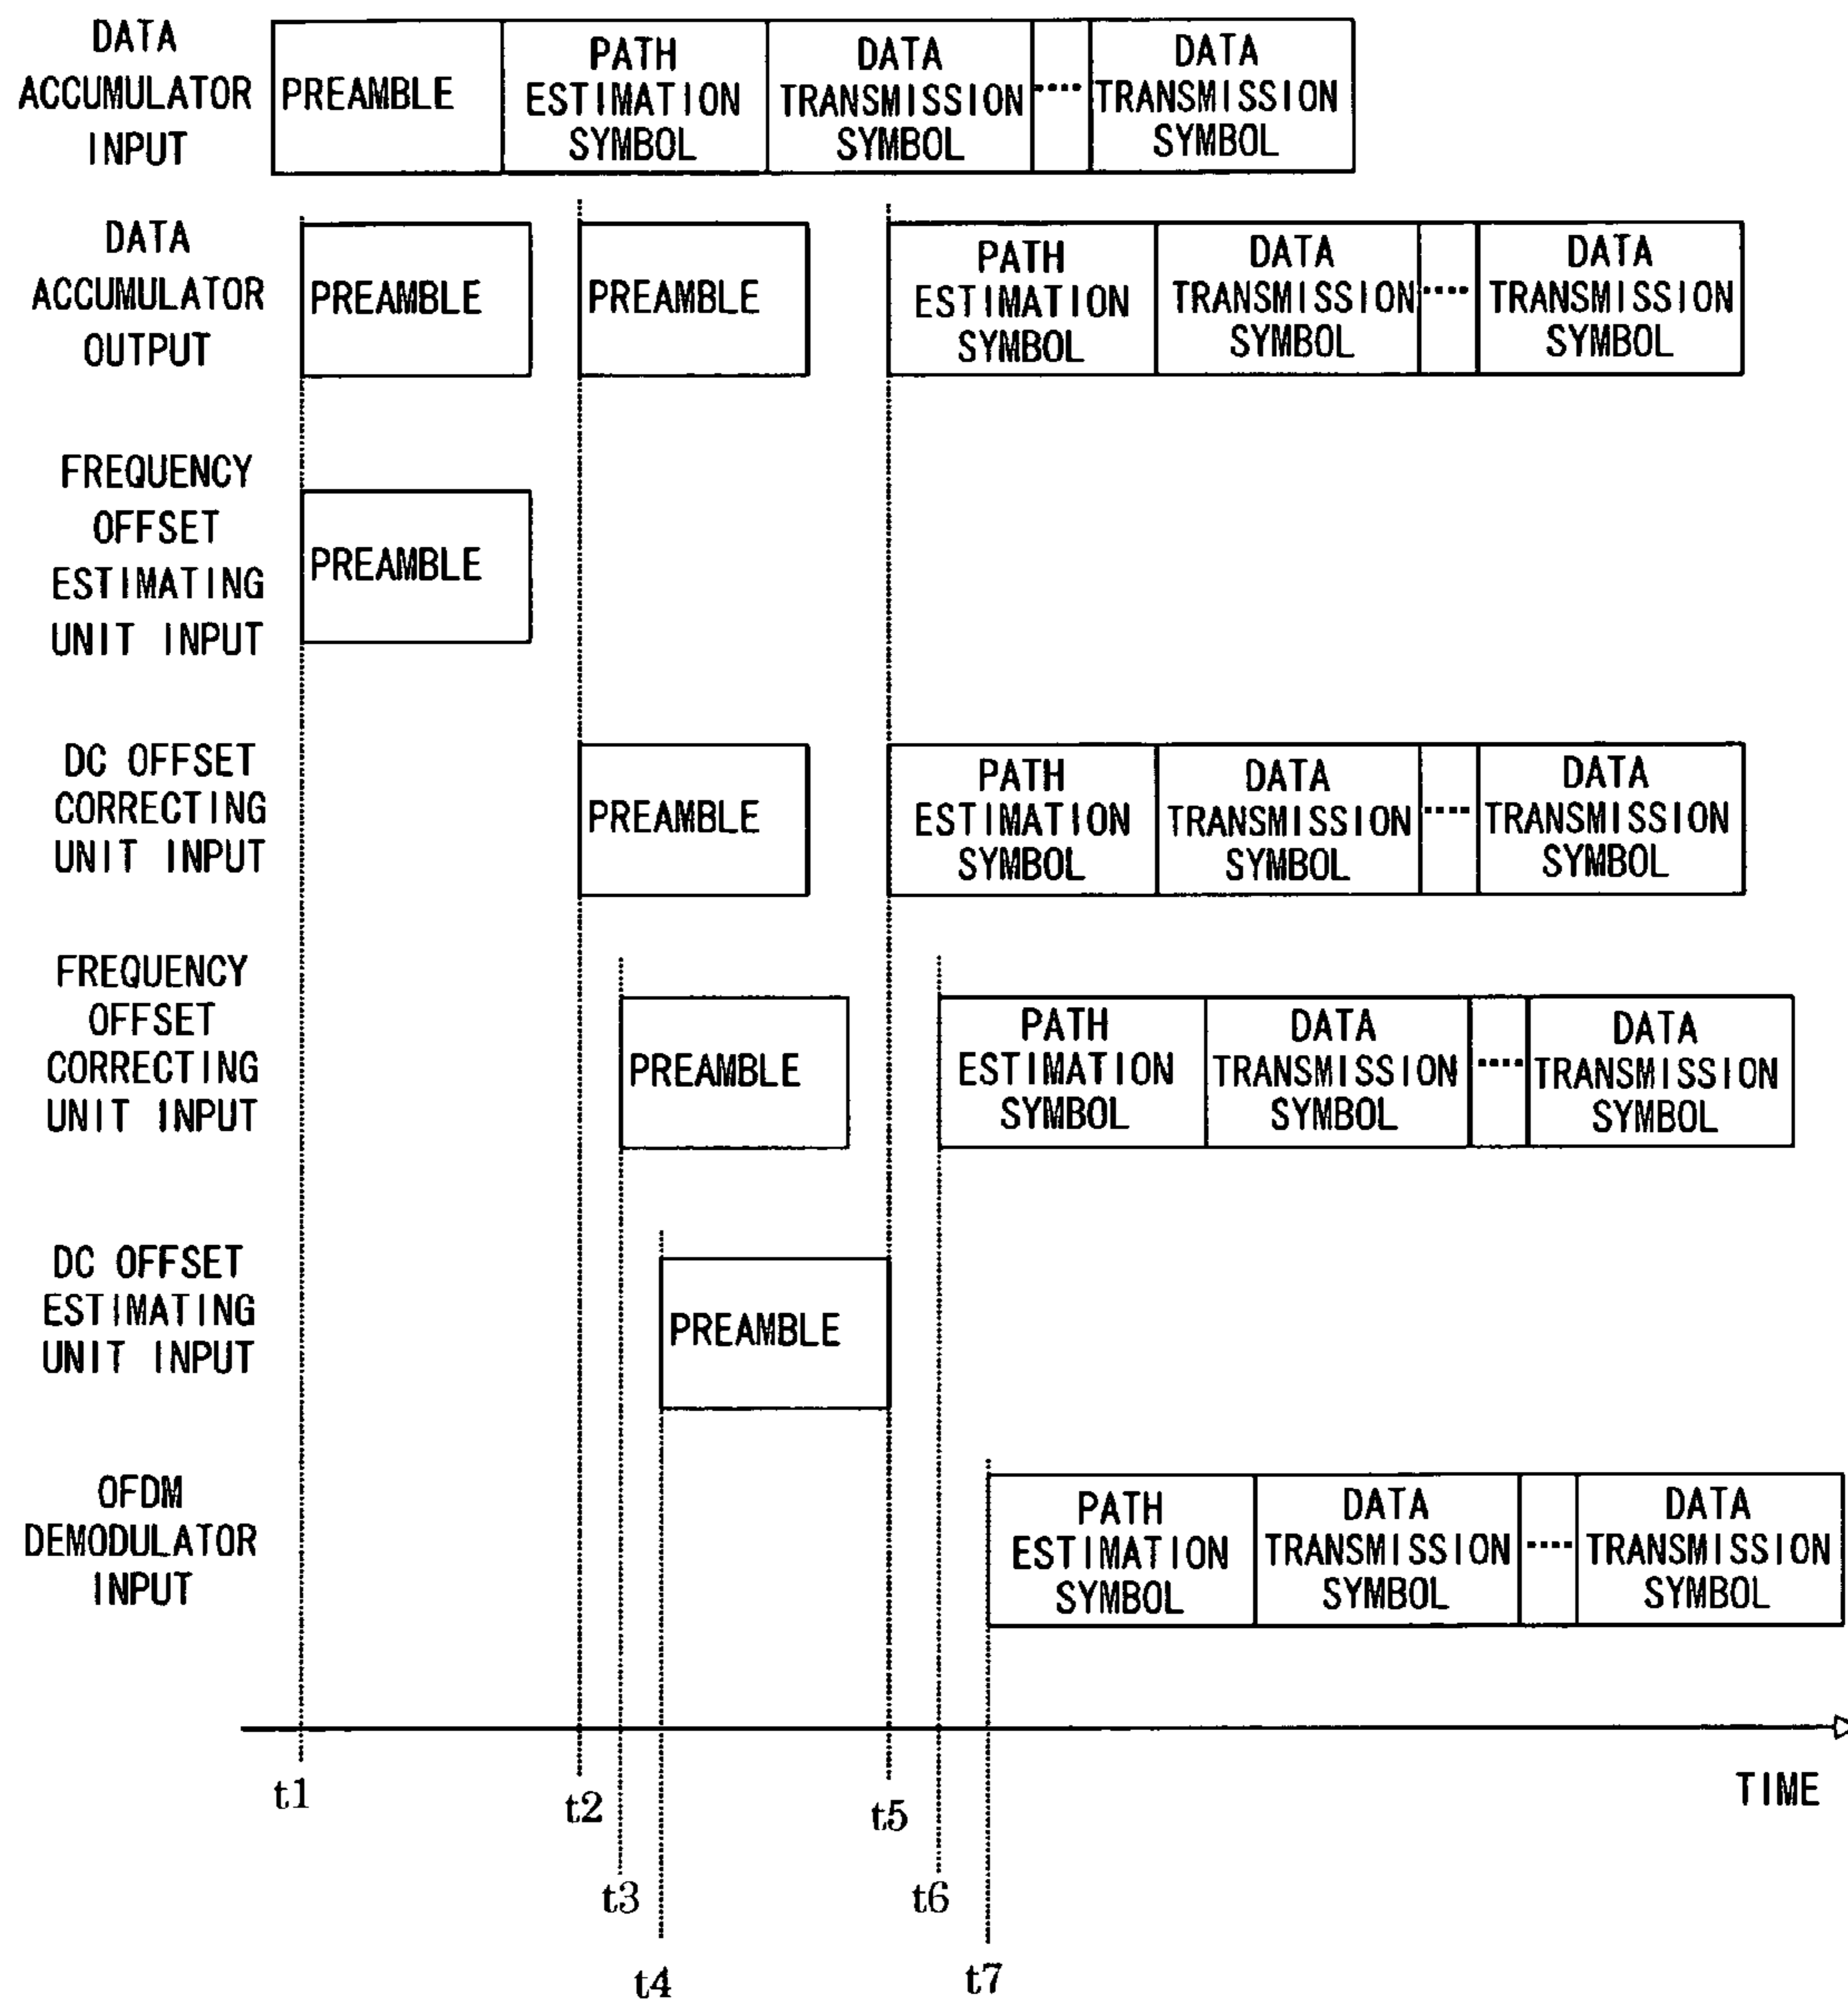 DATA
ACCUMULATOR
INPUT
PREAMBLE
PATH
ESTIMATION
SYMBOL
DATA
TRANSMISSION
SYMBOL
....
DATA
TRANSMISSION
SYMBOL
DATA
ACCUMULATOR
OUTPUT
PREAMBLE
PREAMBLE
PATH
ESTIMATION
SYMBOL
DATA
TRANSMISSION
SYMBOL
....
DATA
TRANSMISSION
SYMBOL
FREQUENCY
OFFSET
ESTIMATING
UNIT INPUT
PREAMBLE
DC OFFSET
CORRECTING
UNIT INPUT
PREAMBLE
PATH
ESTIMATION
SYMBOL
DATA
TRANSMISSION
SYMBOL
....
DATA
TRANSMISSION
SYMBOL
FREQUENCY
OFFSET
CORRECTING
UNIT INPUT
PREAMBLE
PATH
ESTIMATION
SYMBOL
DATA
TRANSMISSION
SYMBOL
....
DATA
TRANSMISSION
SYMBOL
DC OFFSET
ESTIMATING
UNIT INPUT
PREAMBLE
OFDM
DEMODULATOR
INPUT
PATH
ESTIMATION
SYMBOL
DATA
TRANSMISSION
SYMBOL
....
DATA
TRANSMISSION
SYMBOL
t1
t2
t3
t4
t5
t6
t7
TIME